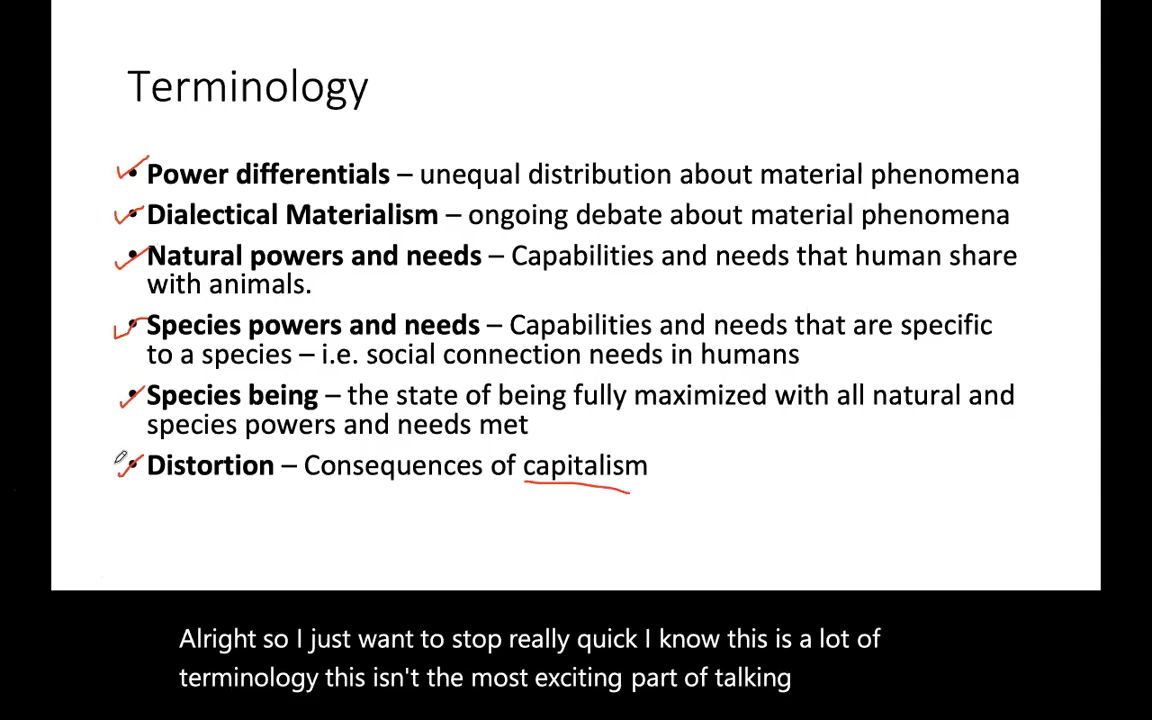 Terminology
• Power differentials – unequal distribution about material phenomena
• Dialectical Materialism – ongoing debate about material phenomena
• Natural powers and needs – Capabilities and needs that human share
with animals.
• Species powers and needs – Capabilities and needs that are specific
to a species – i.e. social connection needs in humans
• Species being – the state of being fully maximized with all natural and
species powers and needs met
• Distortion – Consequences of capitalism
Alright so I just want to stop really quick I know this is a lot of
terminology this isn't the most exciting part of talking